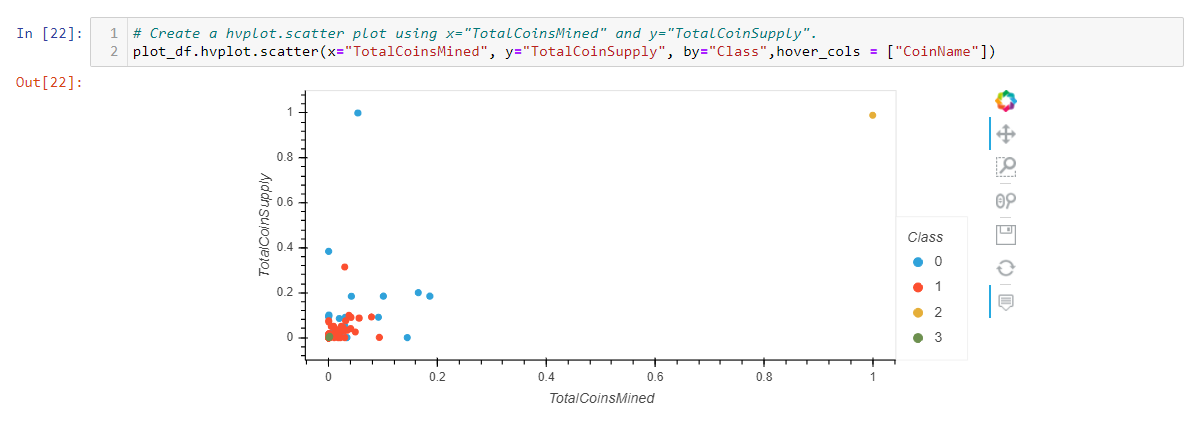 In [22]:
1 # Create a hvplot.scatter plot using x="TotalCoinsMined" and y="TotalCoinSupply".
2 plot_df.hvplot.scatter(x="TotalCoinsMined", y="TotalCoinSupply", by="Class",hover_cols = ["CoinName"])
Out[22]:
TotalCoinSupply
1
0.8
0.6
0.4
0.2
0
0 0.2 0.4 0.6 0.8 1
TotalCoinsMined
Class
0
1
2
3